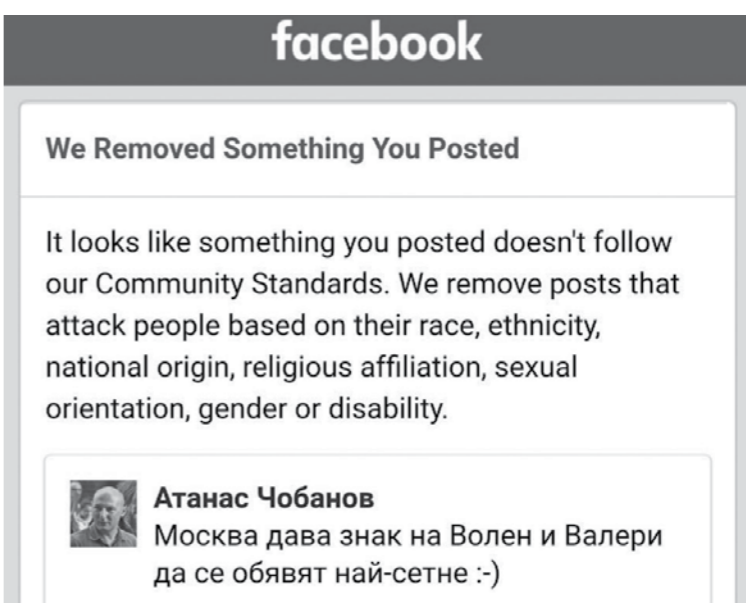 facebook
We Removed Something You Posted
It looks like something you posted doesn't follow
our Community Standards. We remove posts that
attack people based on their race, ethnicity,
national origin, religious affiliation, sexual
orientation, gender or disability.
Атанас Чобанов
Москва дава знак на Волен и Валери
да се обявят най-сетне :-)